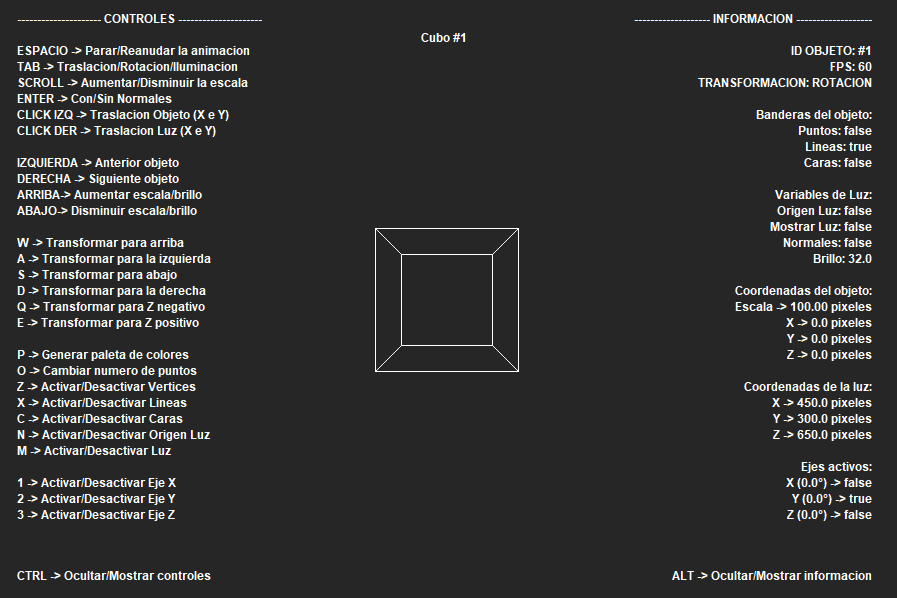 --------------------- CONTROLES ---------------------
ESPACIO -> Parar/Reanudar la animacion
TAB -> Traslacion/Rotacion/Iluminacion
SCROLL -> Aumentar/Disminuir la escala
ENTER -> Con/Sin Normales
CLICK IZQ -> Traslacion Objeto (X e Y)
CLICK DER -> Traslacion Luz (X e Y)
IZQUIERDA -> Anterior objeto
DERECHA -> Siguiente objeto
ARRIBA-> Aumentar escala/brillo
ABAJO-> Disminuir escala/brillo
W -> Transformar para arriba
A -> Transformar para la izquierda
S -> Transformar para abajo
D -> Transformar para la derecha
Q -> Transformar para Z negativo
E -> Transformar para Z positivo
P -> Generar paleta de colores
O -> Cambiar numero de puntos
Z -> Activar/Desactivar Vertices
X -> Activar/Desactivar Lineas
C -> Activar/Desactivar Caras
N -> Activar/Desactivar Origen Luz
M -> Activar/Desactivar Luz
1 -> Activar/Desactivar Eje X
2 -> Activar/Desactivar Eje Y
3 -> Activar/Desactivar Eje Z
CTRL -> Ocultar/Mostrar controles
Cubo #1
------------------- INFORMACION -------------------
ID OBJETO: #1
FPS: 60
TRANSFORMACION: ROTACION
Banderas del objeto:
Puntos: false
Lineas: true
Caras: false
Variables de Luz:
Origen Luz: false
Mostrar Luz: false
Normales: false
Brillo: 32.0
Coordenadas del objeto:
Escala -> 100.00 pixeles
X -> 0.0 pixeles
Y -> 0.0 pixeles
Z -> 0.0 pixeles
Coordenadas de la luz:
X -> 450.0 pixeles
Y -> 300.0 pixeles
Z -> 650.0 pixeles
Ejes activos:
X (0.0°) -> false
Y (0.0°) -> true
Z (0.0°) -> false
ALT -> Ocultar/Mostrar informacion